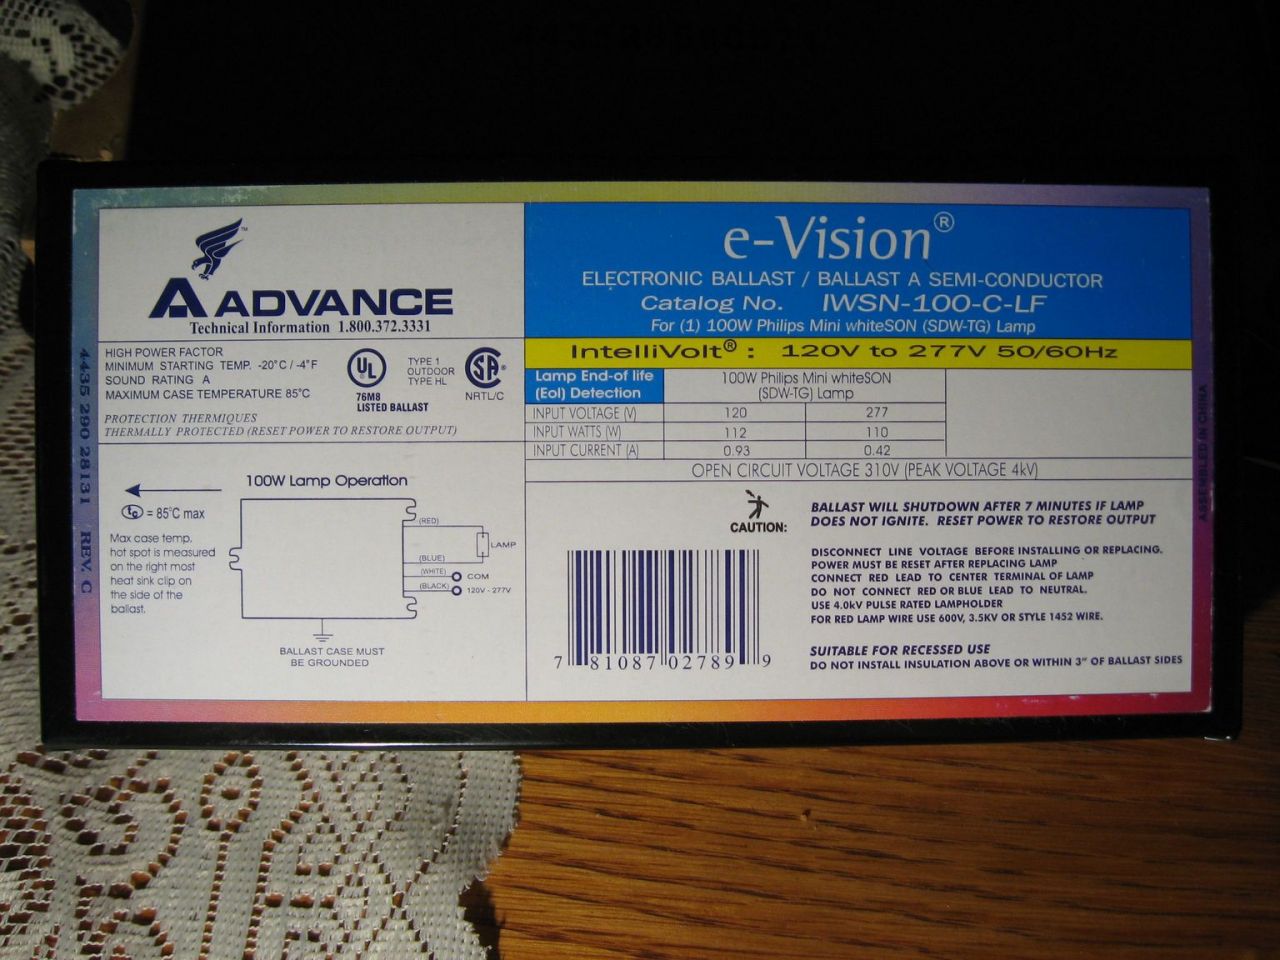 ADVANCE
Technical Information 1.800.372.3331
HIGH POWER FACTOR
MINIMUM STARTING TEMP. -20°C / -4°F
SOUND RATING A
MAXIMUM CASE TEMPERATURE 85°C
UL
76M8
LISTED BALLAST
TYPE 1
OUTDOOR
TYPE HL
SA®
NRTL/C
PROTECTION THERMIQUES
THERMALLY PROTECTED (RESET POWER TO RESTORE OUTPUT)
4435 290 28131 REV. C
100W Lamp Operation
tc = 85°C max
Max case temp.
hot spot is measured
on the right most
heat sink clip on
the side of the
ballast.
(RED)
LAMP
(BLUE)
(WHITE)
COM
(BLACK)
120V - 277V
BALLAST CASE MUST
BE GROUNDED
e-Vision®
ELECTRONIC BALLAST / BALLAST A SEMI-CONDUCTOR
Catalog No. IWSN-100-C-LF
For (1) 100W Philips Mini whiteSON (SDW-TG) Lamp
IntelliVolt® : 120V to 277V 50/60Hz
Lamp End-of life
(Eol) Detection
100W Philips Mini whiteSON
(SDW-TG) Lamp
INPUT VOLTAGE (V) 120 277
INPUT WATTS (W) 112 110
INPUT CURRENT (A) 0.93 0.42
OPEN CIRCUIT VOLTAGE 310V (PEAK VOLTAGE 4kV)
CAUTION:
BALLAST WILL SHUTDOWN AFTER 7 MINUTES IF LAMP
DOES NOT IGNITE. RESET POWER TO RESTORE OUTPUT
DISCONNECT LINE VOLTAGE BEFORE INSTALLING OR REPLACING.
POWER MUST BE RESET AFTER REPLACING LAMP
CONNECT RED LEAD TO CENTER TERMINAL OF LAMP
DO NOT CONNECT RED OR BLUE LEAD TO NEUTRAL.
USE 4.0kV PULSE RATED LAMPHOLDER
FOR RED LAMP WIRE USE 600V, 3.5KV OR STYLE 1452 WIRE.
SUITABLE FOR RECESSED USE
DO NOT INSTALL INSULATION ABOVE OR WITHIN 3" OF BALLAST SIDES
7 81087 02789 9
ASSEMBLED IN CHINA